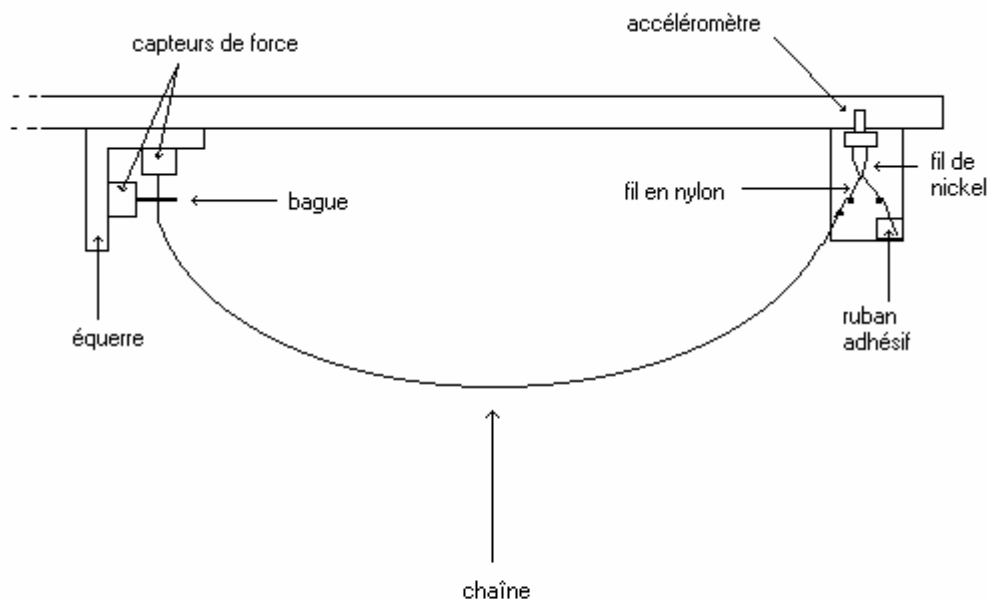 accéléromètre
capteurs de force
fil de
nickel
fil en nylon
bague
ruban
adhésif
équerre
chaîne